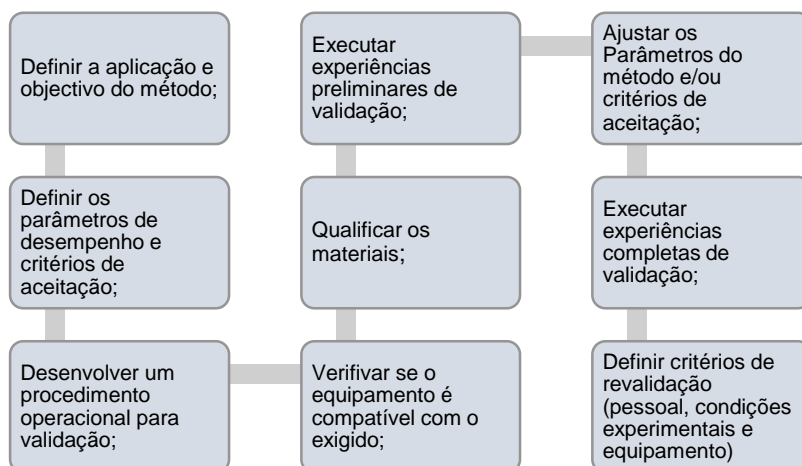 Definir a aplicação e
objectivo do método;
Definir os
parâmetros de
desempenho e
critérios de
aceitação;
Desenvolver um
procedimento
operacional para
validação;
Verifivar se o
equipamento é
compatível com o
exigido;
Qualificar os
materiais;
Executar
experiências
preliminares de
validação;
Ajustar os
Parâmetros do
método e/ou
critérios de
aceitação;
Executar
experiências
completas de
validação;
Definir critérios de
revalidação
(pessoal, condições
experimentais e
equipamento)